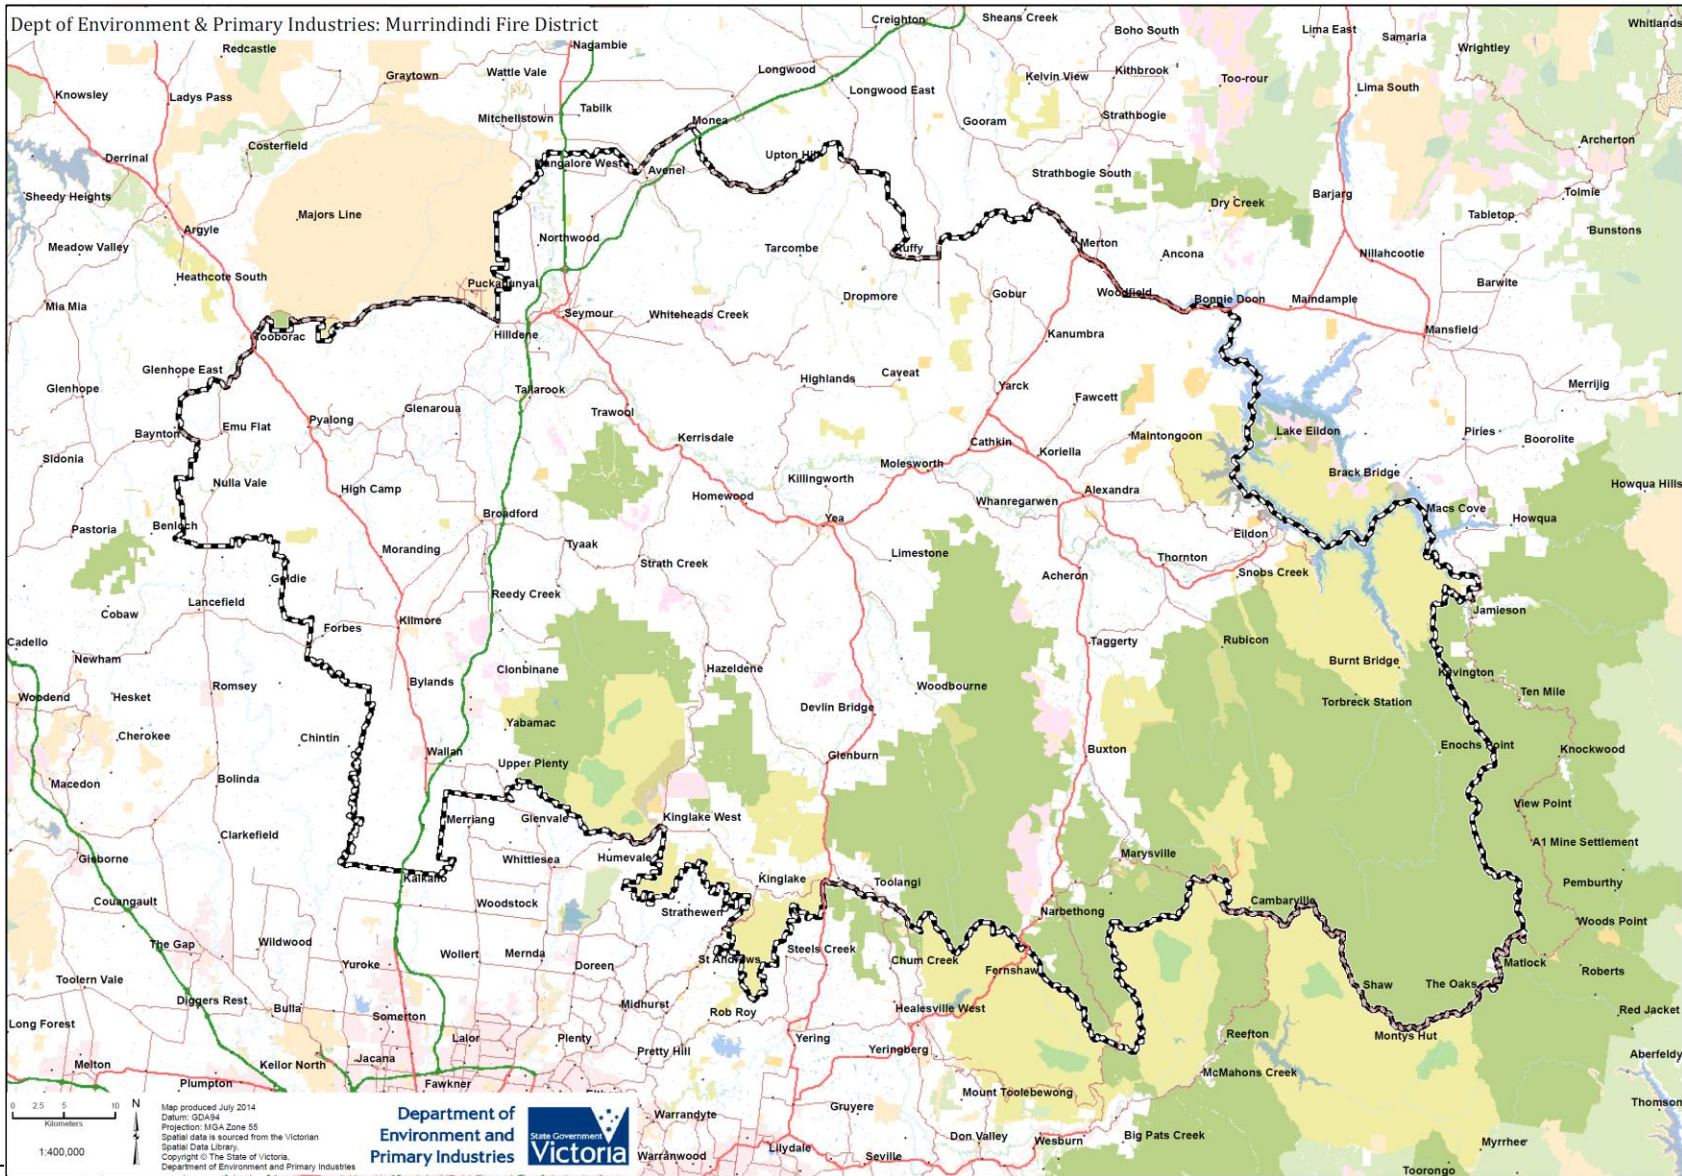 Dept of Environment & Primary Industries: Murrindindi Fire District
Creighton
Sheans Creek
Boho South
Lima East
Samaria
Whitlands
Redcastle
Nagambie
Wrightley
Graytown
Wattle Vale
Longwood
Kelvin View
Kithbrook
Too-rour
Knowsley
Ladys Pass
Tabilk
Longwood East
Lima South
Mitchellstown
Monea
Gooram
Strathbogie
Costerfield
Archerton
Derrinal
Mangalore West
Avenel
Upton Hill
Strathbogie South
Sheedy Heights
Dry Creek
Barjarg
Tolmie
Majors Line
Tabletop
Argyle
Bunstons
Meadow Valley
Northwood
Tarcombe
Ruffy
Merton
Ancona
Nillahcootie
Heathcote South
Puckapunyal
Barwite
Mia Mia
Dropmore
Gobur
Woodfield
Bonnie Doon
Maindample
Seymour
Whiteheads Creek
Tooborac
Hilldene
Kanumbra
Mansfield
Glenhope East
Glenhope
Tallarook
Highlands
Caveat
Yarck
Merrijig
Fawcett
Glenaroua
Trawool
Pyalong
Emu Flat
Baynton
Kerrisdale
Cathkin
Maintongoon
Lake Eildon
Piries
Boorolite
Sidonia
Koriella
Molesworth
Brack Bridge
Nulla Vale
High Camp
Killingworth
Howqua Hills
Homewood
Whanregarwen
Alexandra
Pastoria
Benloch
Broadford
Yea
Macs Cove
Howqua
Eildon
Moranding
Tyaak
Limestone
Thornton
Strath Creek
Snobs Creek
Goldie
Acheron
Reedy Creek
Cobaw
Lancefield
Jamieson
Forbes
Kilmore
Cadello
Taggerty
Rubicon
Newham
Clonbinane
Hazeldene
Burnt Bridge
Kevington
Woodend
Hesket
Romsey
Bylands
Woodbourne
Ten Mile
Torbreck Station
Devlin Bridge
Yabamac
Cherokee
Chintin
Wallan
Buxton
Enochs Point
Knockwood
Glenburn
Upper Plenty
Macedon
Bolinda
View Point
Merriang
Glenvale
Kinglake West
Clarkefield
A1 Mine Settlement
Gisborne
Whittlesea
Humevale
Marysville
Kalkallo
Kinglake
Toolangi
Pemburthy
Couangault
Woodstock
Strathewen
Narbethong
Cambarville
Woods Point
The Gap
Wildwood
Wollert
Mernda
Steels Creek
Chum Creek
St Andrews
Matlock
Yuroke
Doreen
Fernshaw
Roberts
Toolern Vale
Shaw
The Oaks
Diggers Rest
Bulla
Midhurst
Rob Roy
Healesville West
Red Jacket
Long Forest
Somerton
Lalor
Plenty
Yering
Reefton
Montys Hut
Pretty Hill
Yeringberg
Aberfeldy
Melton
Keilor North
Jacana
McMahons Creek
Plumpton
Fawkner
Mount Toolebewong
Thomson
Warrandyte
Gruyere
Don Valley
Wesburn
Big Pats Creek
Warranwood
Lilydale
Seville
Myrrhee
Toorongo
0 2.5 5 10
Kilometers
1:400,000
N
Map produced July 2014
Datum: GDA94
Projection: MGA Zone 55
Spatial data is sourced from the Victorian
Spatial Data Library.
Copyright © The State of Victoria,
Department of Environment and Primary Industries
Department of
Environment and
Primary Industries
State Government
Victoria